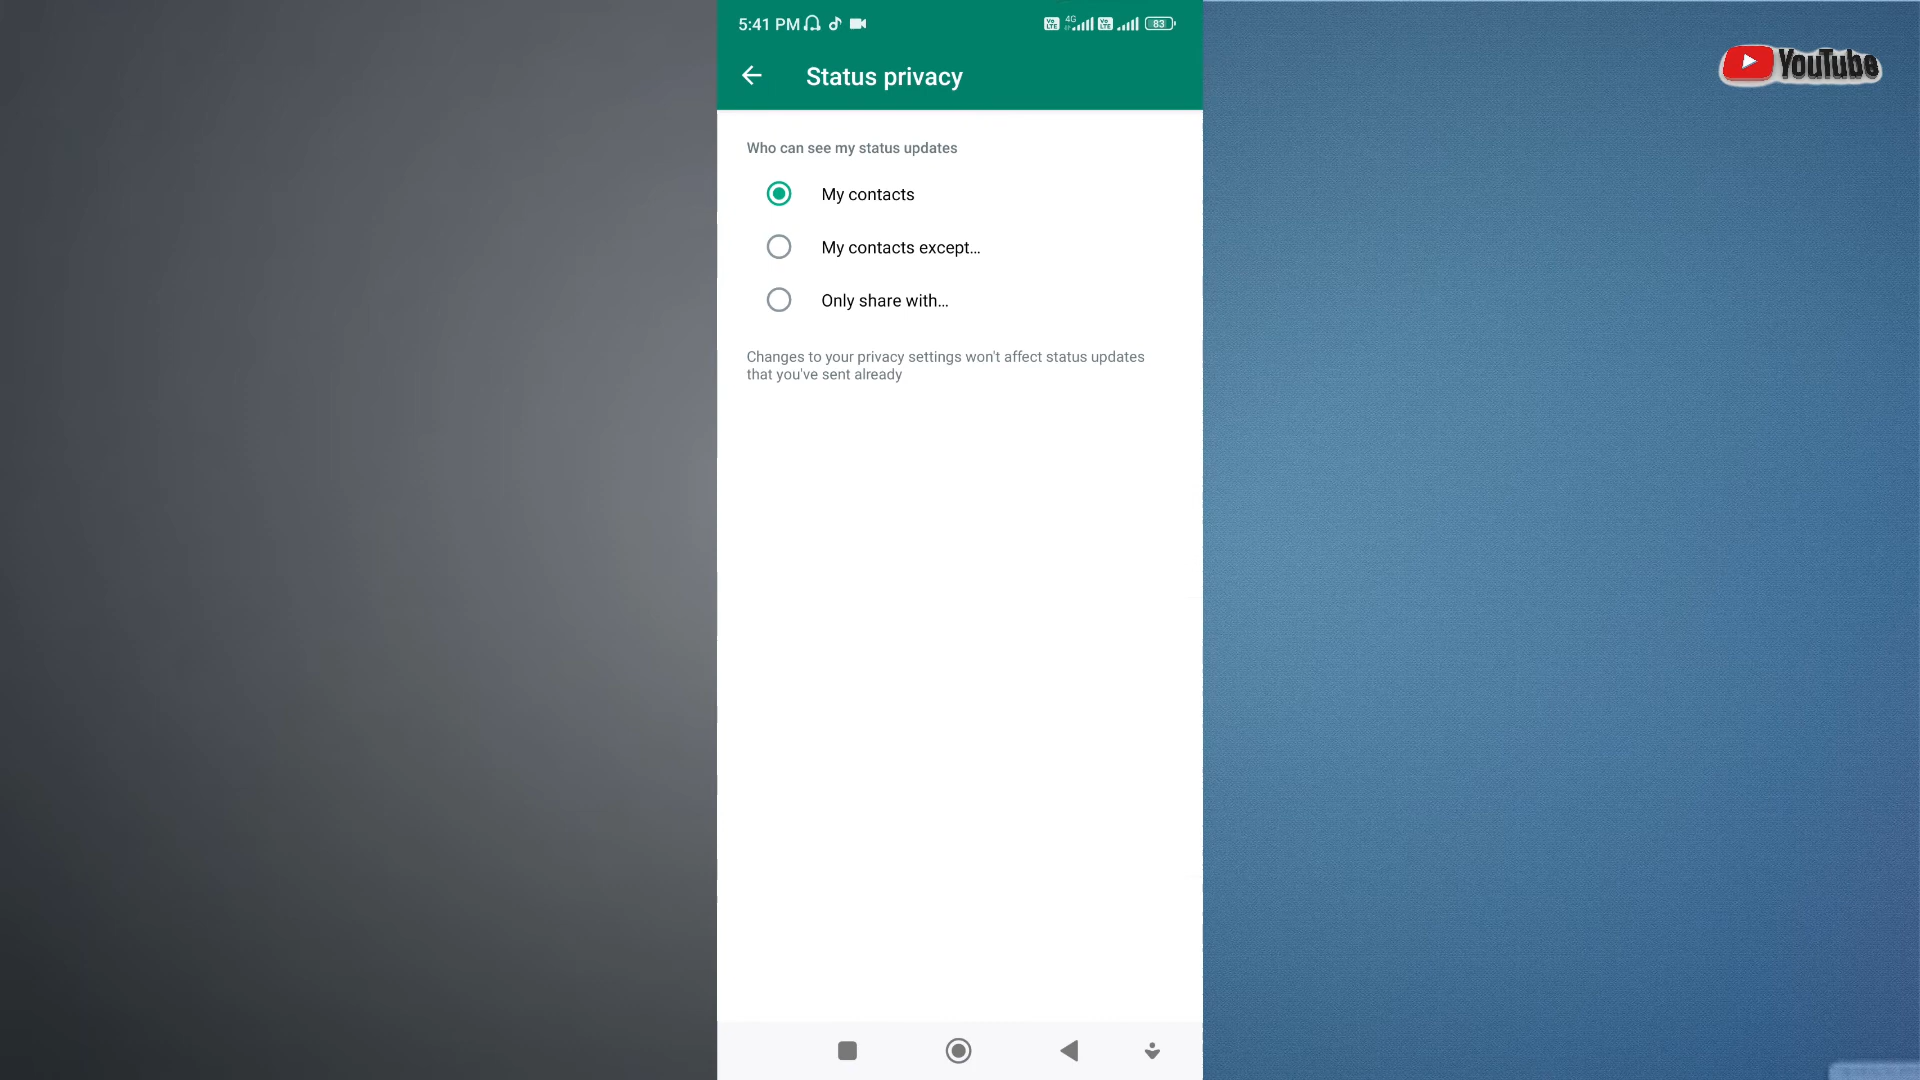 5:41 PM
4G
83
YouTube
Status privacy
Who can see my status updates
My contacts
My contacts except...
Only share with...
Changes to your privacy settings won't affect status updates
that you've sent already